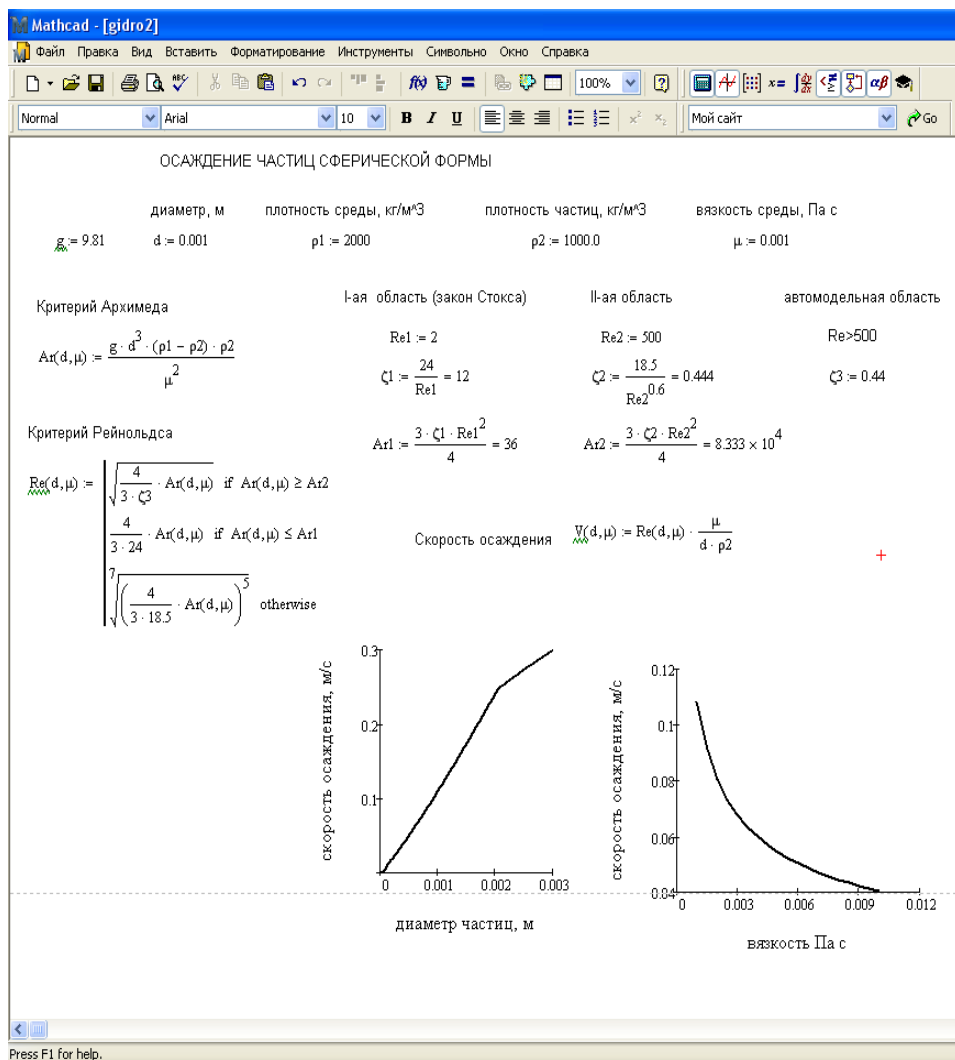 Mathcad - [gidro2]
Файл Правка Вид Вставить Форматирование Инструменты Символьно Окно Справка
100%
Normal Arial 10 B I U Мой сайт Go
ОСАЖДЕНИЕ ЧАСТИЦ СФЕРИЧЕСКОЙ ФОРМЫ
диаметр, м плотность среды, кг/м^3 плотность частиц, кг/м^3 вязкость среды, Па с
g := 9.81 d := 0.001 ρ1 := 2000 ρ2 := 1000.0 μ := 0.001
I-ая область (закон Стокса) II-ая область автомодельная область
Критерий Архимеда
Re1 := 2 Re2 := 500 Re>500
Ar(d,μ) := g·d^3·(ρ1 − ρ2)·ρ2 / μ^2
ζ1 := 24 / Re1 = 12 ζ2 := 18.5 / Re2^0.6 = 0.444 ζ3 := 0.44
Критерий Рейнольдса
Ar1 := 3·ζ1·Re1^2 / 4 = 36 Ar2 := 3·ζ2·Re2^2 / 4 = 8.333 × 10^4
Re(d,μ) := √(4 / (3·ζ3) · Ar(d,μ)) if Ar(d,μ) ≥ Ar2
4 / (3·24) · Ar(d,μ) if Ar(d,μ) ≤ Ar1
7√((4 / (3·18.5) · Ar(d,μ))^5) otherwise
Скорость осаждения V(d,μ) := Re(d,μ) · μ / (d·ρ2)
скорость осаждения, м/с
0.3
0.2
0.1
0 0.001 0.002 0.003
диаметр частиц, м
скорость осаждения, м/с
0.12
0.1
0.08
0.06
0.04
0 0.003 0.006 0.009 0.012
вязкость Па с
Press F1 for help.